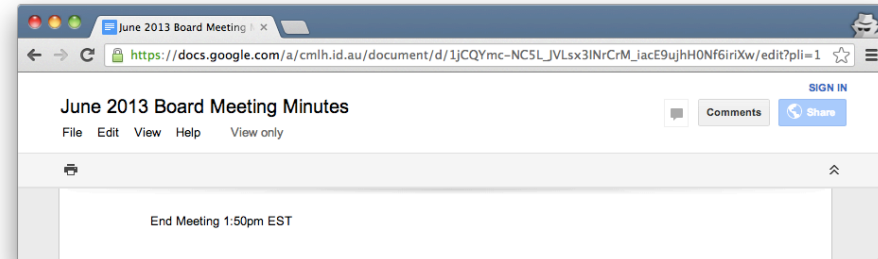 June 2013 Board Meeting
https://docs.google.com/a/cmlh.id.au/document/d/1jCQYmc-NC5L_JVLsx3INrCrM_iacE9ujhH0Nf6iriXw/edit?pli=1
SIGN IN
June 2013 Board Meeting Minutes
Comments
Share
File Edit View Help View only
End Meeting 1:50pm EST